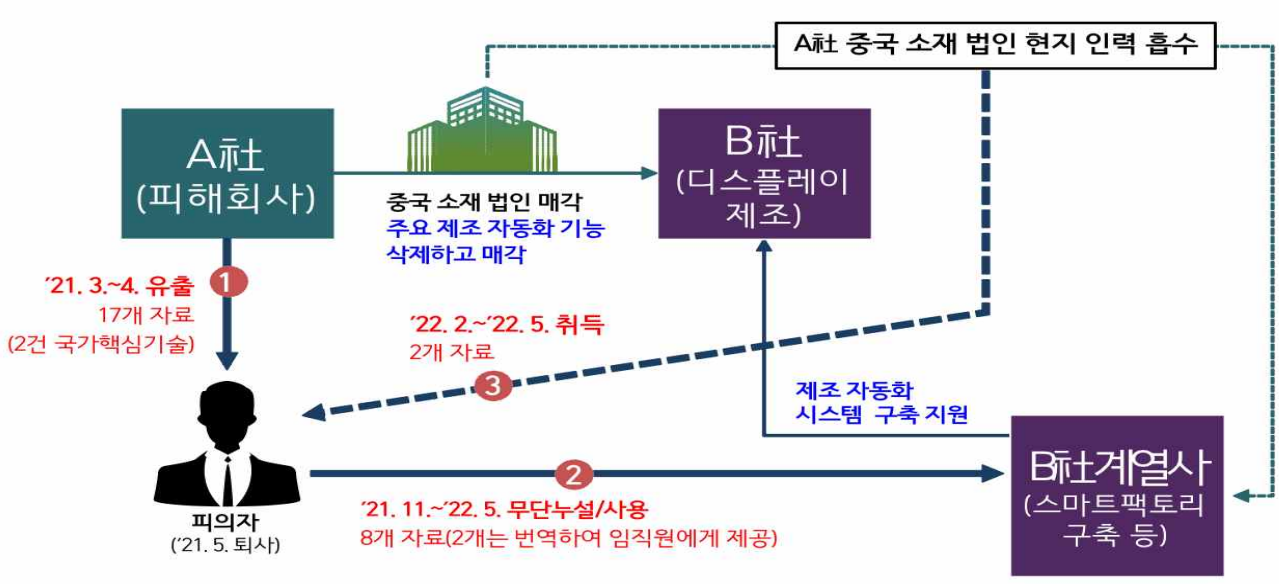 A社 중국 소재 법인 현지 인력 흡수
A社
(피해회사)
B社
(디스플레이
제조)
중국 소재 법인 매각
주요 제조 자동화 기능
삭제하고 매각
1
´21. 3.~4. 유출
17개 자료
(2건 국가핵심기술)
´22. 2.~´22. 5. 취득
2개 자료
3
제조 자동화
시스템 구축 지원
B社계열사
(스마트팩토리
구축 등)
2
피의자
(´21. 5. 퇴사)
´21. 11.~´22. 5. 무단누설/사용
8개 자료(2개는 번역하여 임직원에게 제공)